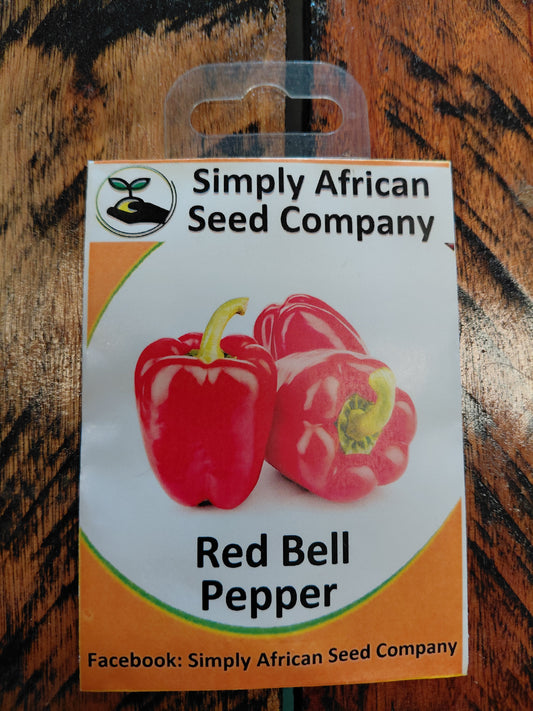 Simply African
Seed Company
Red Bell
Pepper
Facebook: Simply African Seed Company